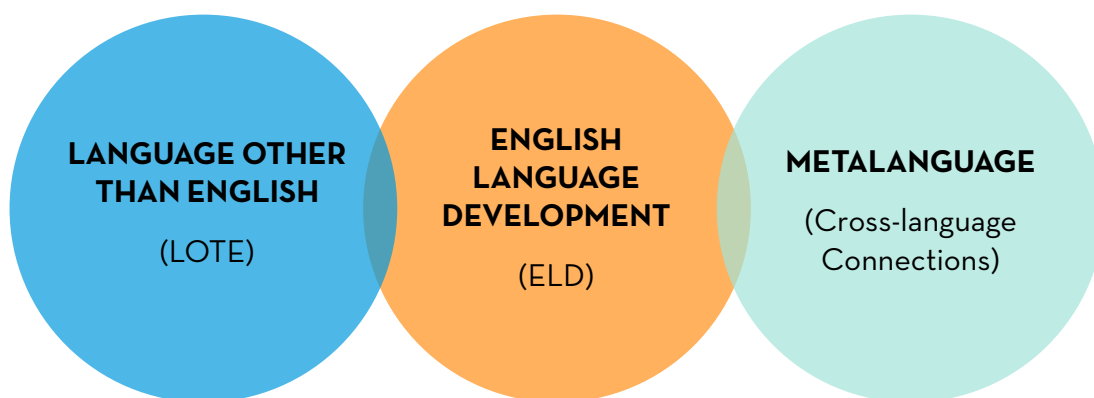 LANGUAGE OTHER
THAN ENGLISH
(LOTE)
ENGLISH
LANGUAGE
DEVELOPMENT
(ELD)
METALANGUAGE
(Cross-language
Connections)